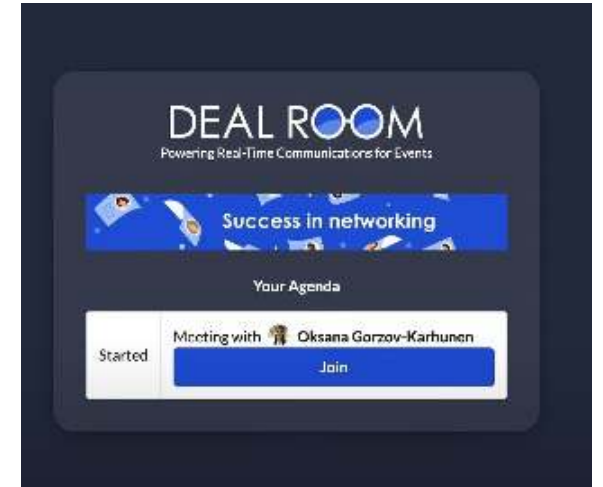 DEAL ROOM
Powering Real-Time Communications for Events
Success in networking
Your Agenda
Started
Meeting with Oksana Gorzov-Karhunen
Join